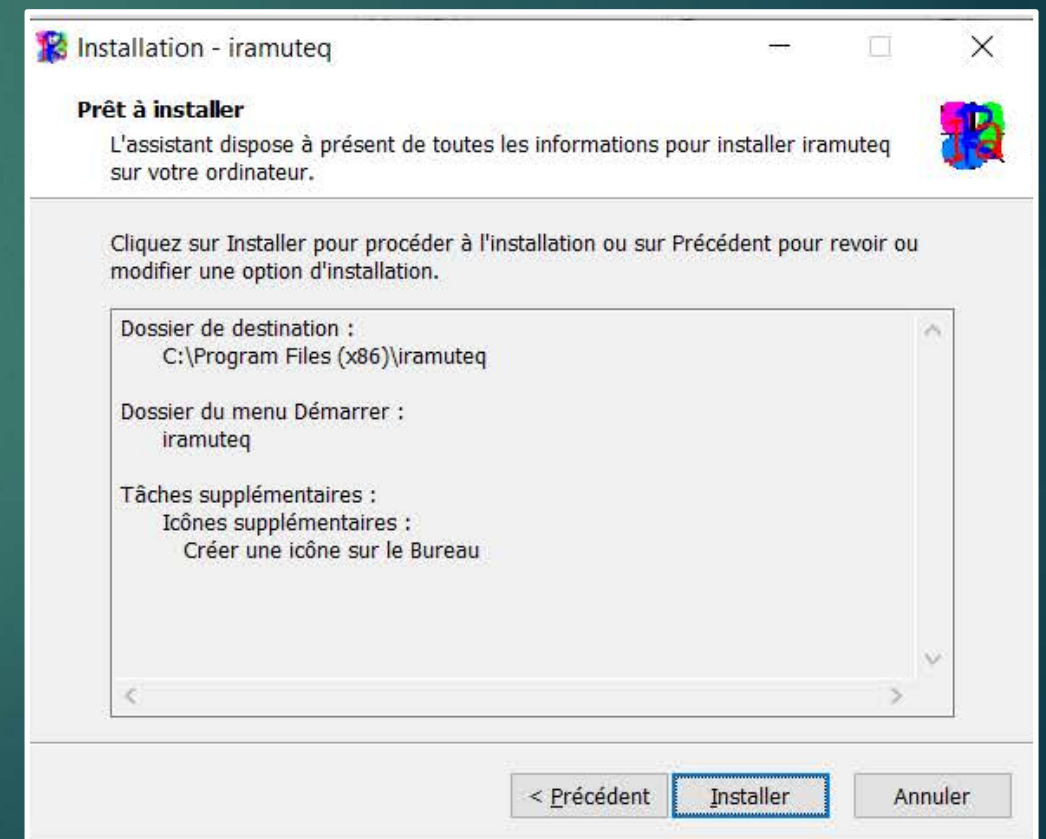 Installation - iramuteq
Prêt à installer
L'assistant dispose à présent de toutes les informations pour installer iramuteq
sur votre ordinateur.
Cliquez sur Installer pour procéder à l'installation ou sur Précédent pour revoir ou
modifier une option d'installation.
Dossier de destination :
C:\Program Files (x86)\iramuteq
Dossier du menu Démarrer :
iramuteq
Tâches supplémentaires :
Icônes supplémentaires :
Créer une icône sur le Bureau
< Précédent
Installer
Annuler